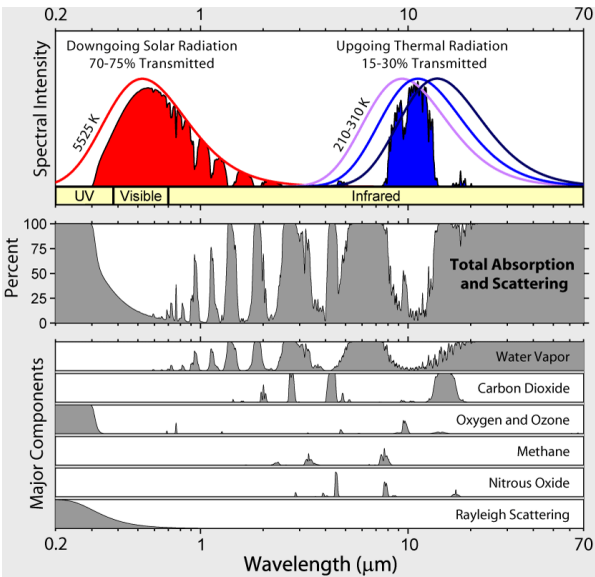 0.2 1 10 70
Downgoing Solar Radiation
70-75% Transmitted
Upgoing Thermal Radiation
15-30% Transmitted
Spectral Intensity
5525 K
210-310 K
UV Visible Infrared
Percent
100
75
50
25
0
Total Absorption
and Scattering
Major Components
Water Vapor
Carbon Dioxide
Oxygen and Ozone
Methane
Nitrous Oxide
Rayleigh Scattering
0.2 1 10 70
Wavelength (μm)